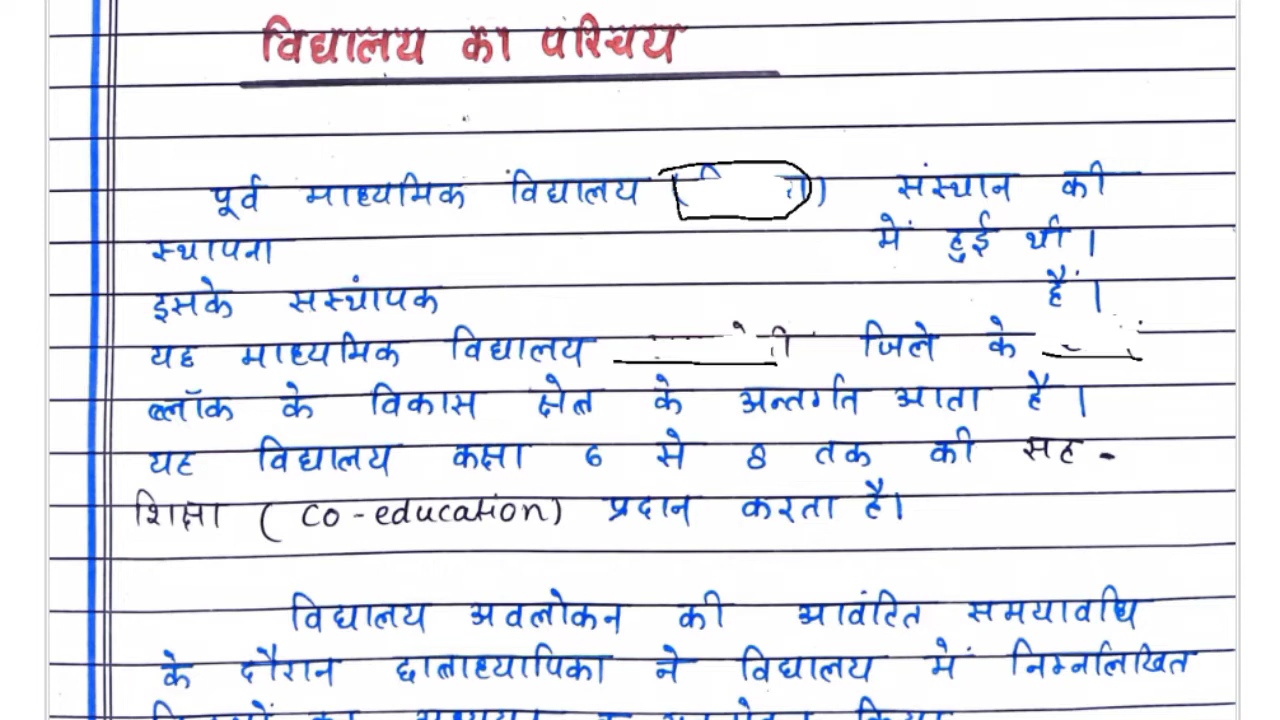 विद्यालय का परिचय
पूर्व माध्यमिक विद्यालय संस्थान की
स्थापना में हुई थी।
इसके संस्थापक हैं।
यह माध्यमिक विद्यालय जिले के
ब्लॉक के विकास क्षेत्र के अन्तर्गत आता है।
यह विद्यालय कक्षा 6 से 8 तक की सह -
शिक्षा (co-education) प्रदान करता है।
विद्यालय अवलोकन की आवंटित समयावधि
के दौरान छात्राध्यापिका ने विद्यालय में निम्नलिखित